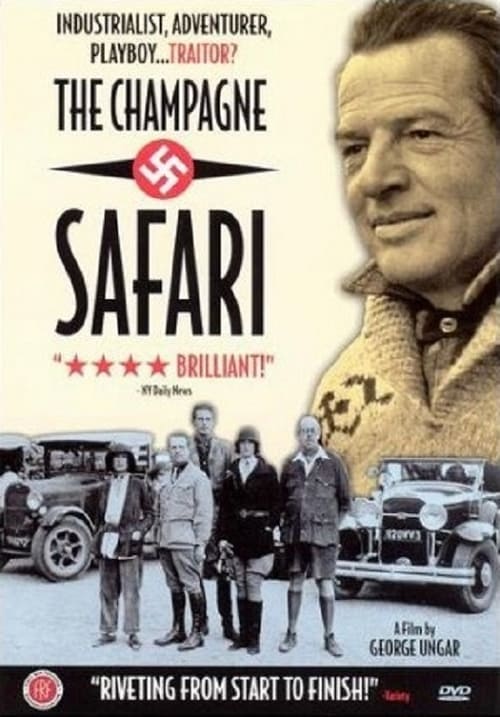 INDUSTRIALIST, ADVENTURER,
PLAYBOY...TRAITOR?
THE CHAMPAGNE
SAFARI
"★★★★ BRILLIANT!"
- NY Daily News
A Film by
GEORGE UNGAR
FRF
"RIVETING FROM START TO FINISH!" -Variety
DVD